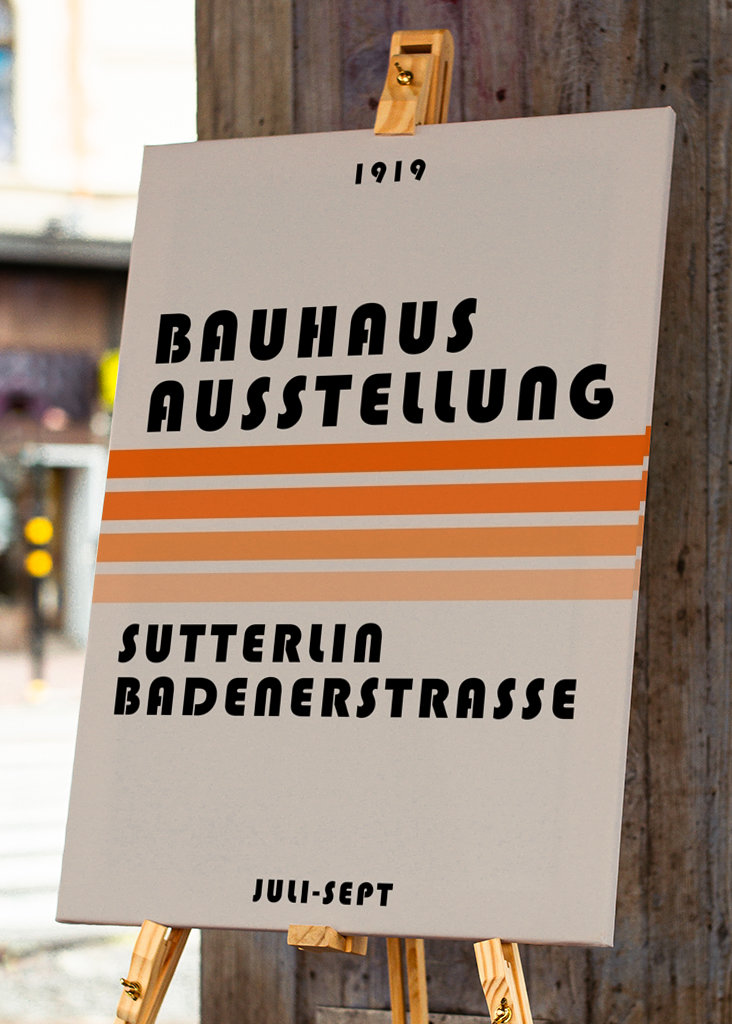 1919
BAUHAUS
AUSSTELLUNG
SUTTERLIN
BADENERSTRASSE
JULI-SEPT